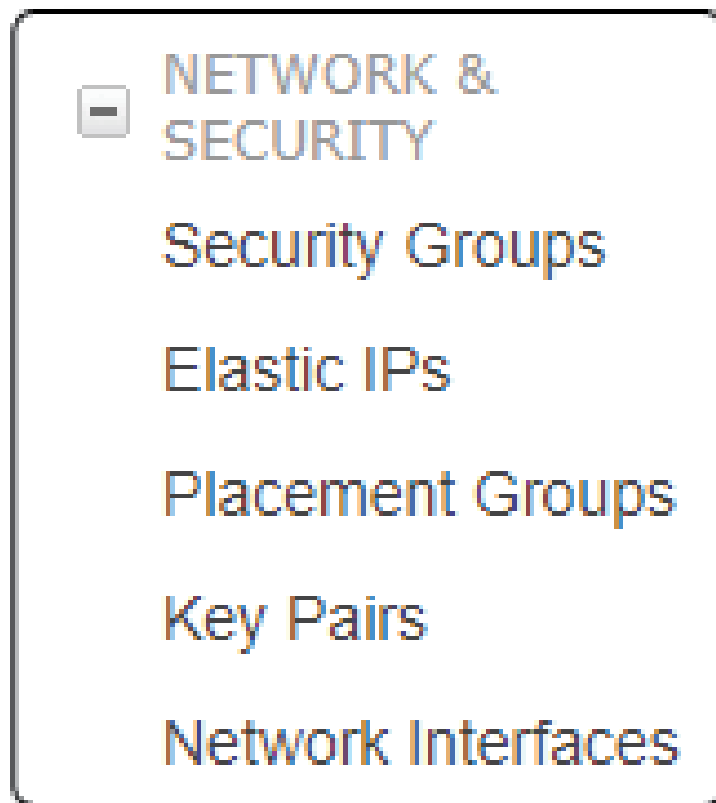 NETWORK &
SECURITY
Security Groups
Elastic IPs
Placement Groups
Key Pairs
Network Interfaces